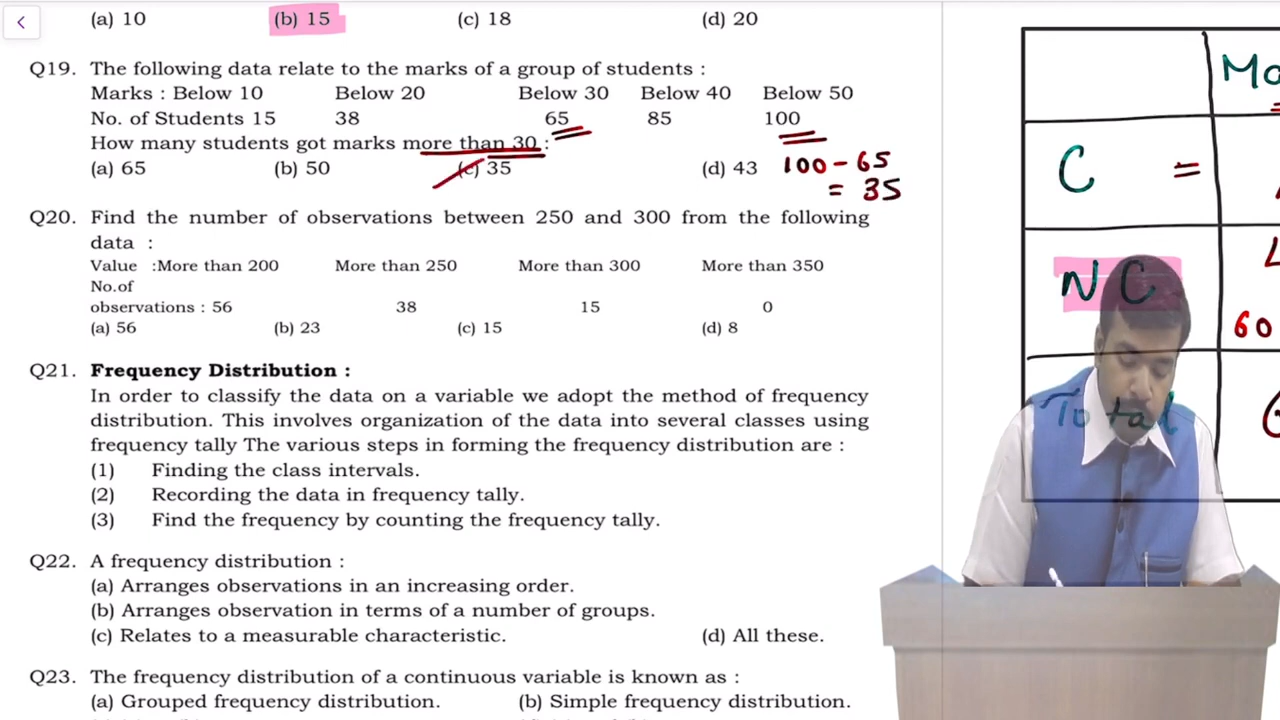 (a) 10 (b) 15 (c) 18 (d) 20
Q19. The following data relate to the marks of a group of students :
Marks : Below 10 Below 20 Below 30 Below 40 Below 50
No. of Students 15 38 65 85 100
How many students got marks more than 30 :
(a) 65 (b) 50 (c) 35 (d) 43
100 - 65
= 35
Q20. Find the number of observations between 250 and 300 from the following
data :
Value :More than 200 More than 250 More than 300 More than 350
No.of
observations : 56 38 15 0
(a) 56 (b) 23 (c) 15 (d) 8
Q21. Frequency Distribution :
In order to classify the data on a variable we adopt the method of frequency
distribution. This involves organization of the data into several classes using
frequency tally The various steps in forming the frequency distribution are :
(1) Finding the class intervals.
(2) Recording the data in frequency tally.
(3) Find the frequency by counting the frequency tally.
Q22. A frequency distribution :
(a) Arranges observations in an increasing order.
(b) Arranges observation in terms of a number of groups.
(c) Relates to a measurable characteristic. (d) All these.
Q23. The frequency distribution of a continuous variable is known as :
(a) Grouped frequency distribution. (b) Simple frequency distribution.
C =
N C
60
Total